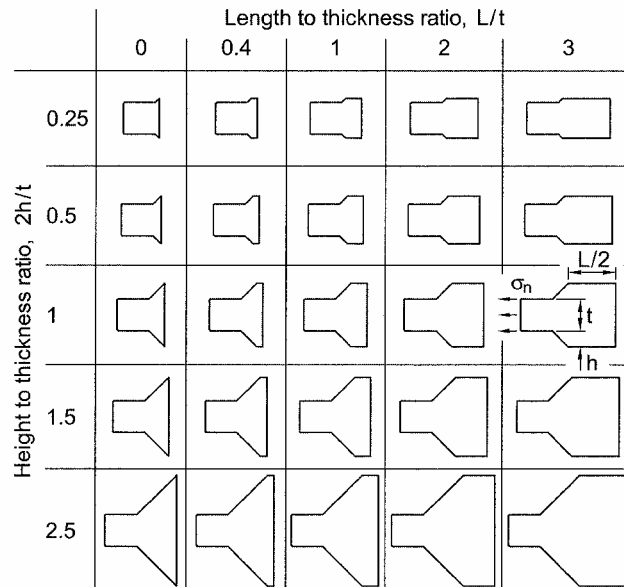 Length to thickness ratio, L/t
0 0.4 1 2 3
Height to thickness ratio, 2h/t
0.25
0.5
1
1.5
2.5
L/2
σn
t
h